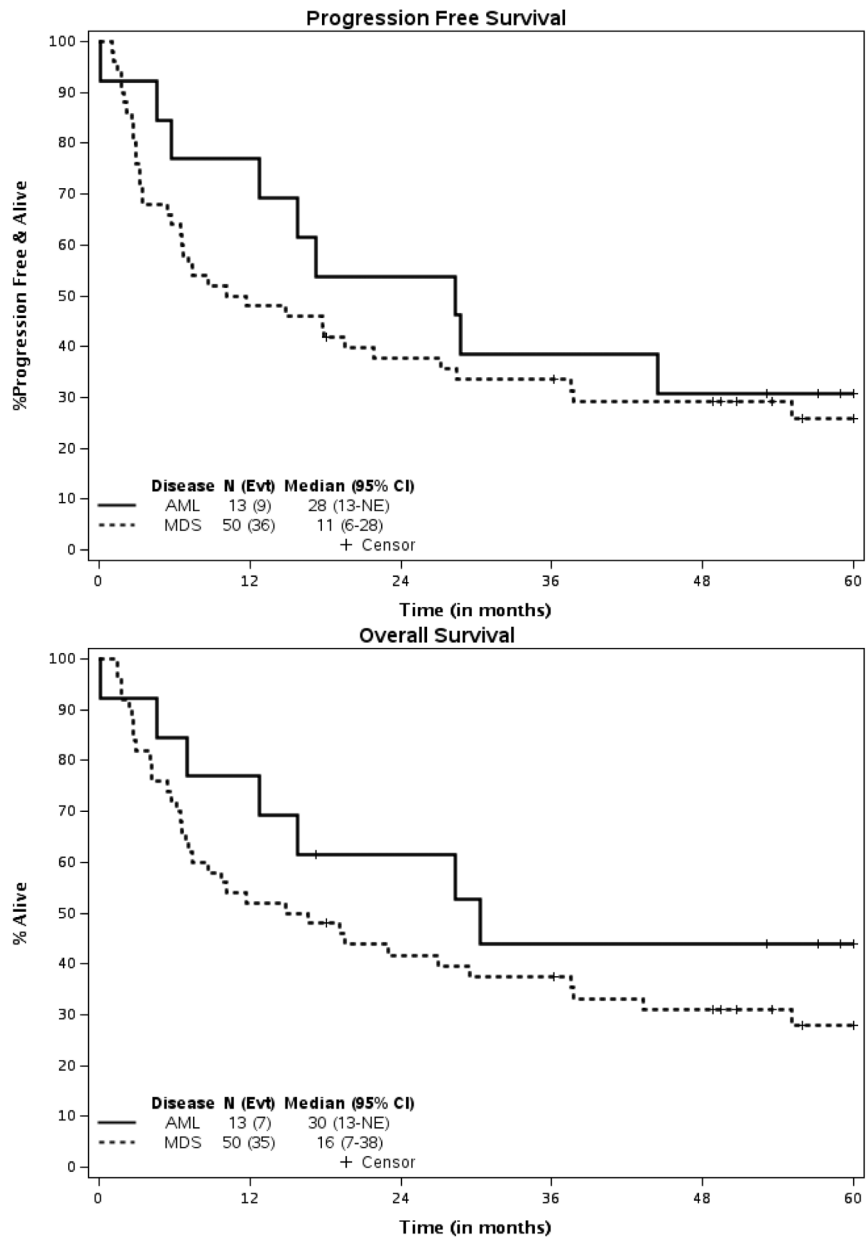 Progression Free Survival
%Progression Free & Alive
100
90
80
70
60
50
40
30
20
10
0
Disease N (Evt) Median (95% CI)
AML 13 (9) 28 (13-NE)
MDS 50 (36) 11 (6-28)
+ Censor
0 12 24 36 48 60
Time (in months)
Overall Survival
% Alive
100
90
80
70
60
50
40
30
20
10
0
Disease N (Evt) Median (95% CI)
AML 13 (7) 30 (13-NE)
MDS 50 (35) 16 (7-38)
+ Censor
0 12 24 36 48 60
Time (in months)